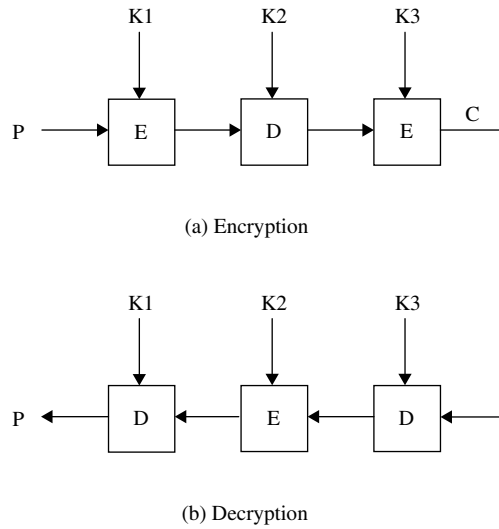 K1 K2 K3
P E D E C
(a) Encryption
K1 K2 K3
P D E D
(b) Decryption